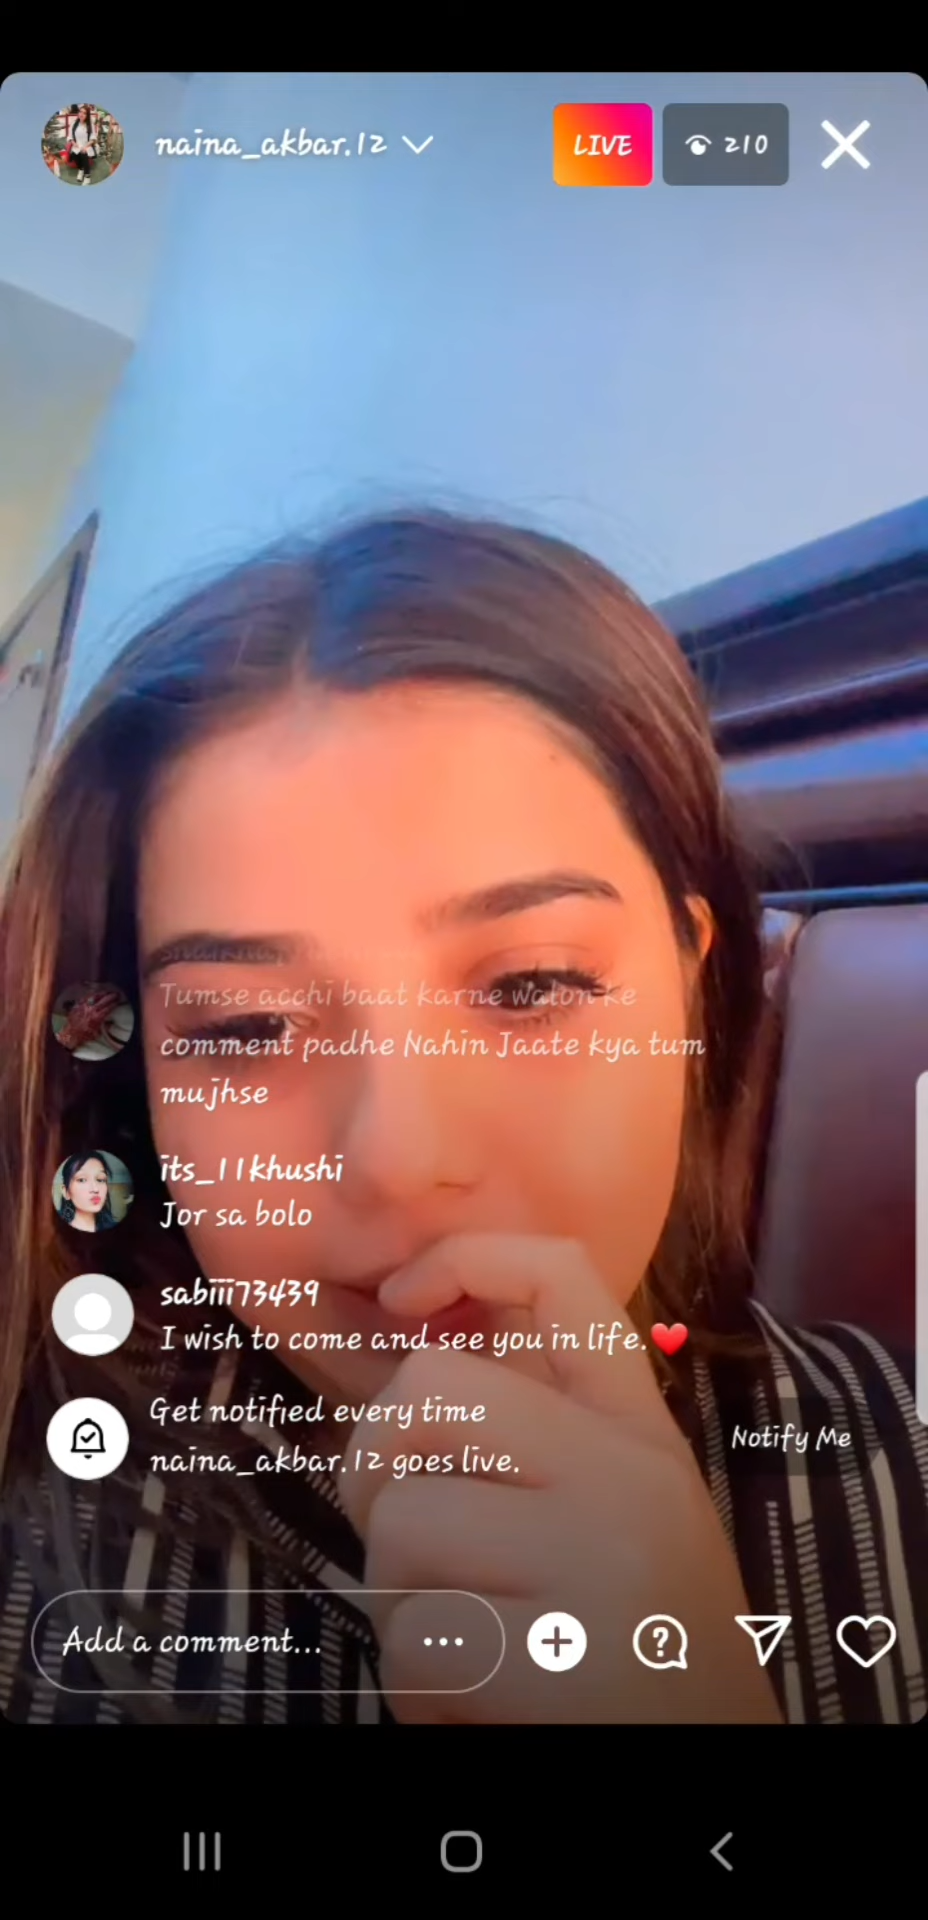 naina_akbar.12
LIVE
210
Tumse acchi baat karne walon ke
comment padhe Nahin Jaate kya tum
mujhse
its_11khushi
Jor sa bolo
sabiii73439
I wish to come and see you in life.❤️
Get notified every time
naina_akbar.12 goes live.
Notify Me
Add a comment...